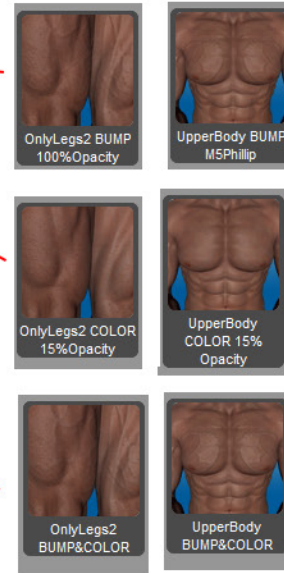 OnlyLegs2 BUMP
100%Opacity
UpperBody BUMP
M5Phillip
OnlyLegs2 COLOR
15%Opacity
UpperBody
COLOR 15%
Opacity
OnlyLegs2
BUMP&COLOR
UpperBody
BUMP&COLOR